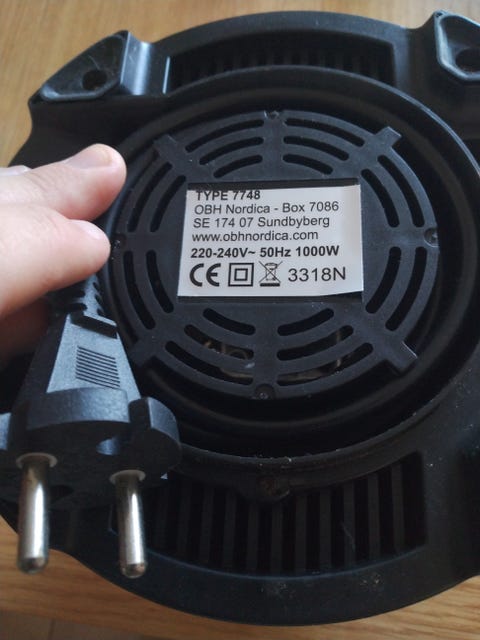 TYPE 7748
OBH Nordica - Box 7086
SE 174 07 Sundbyberg
www.obhnordica.com
220-240V~ 50Hz 1000W
CE 3318N